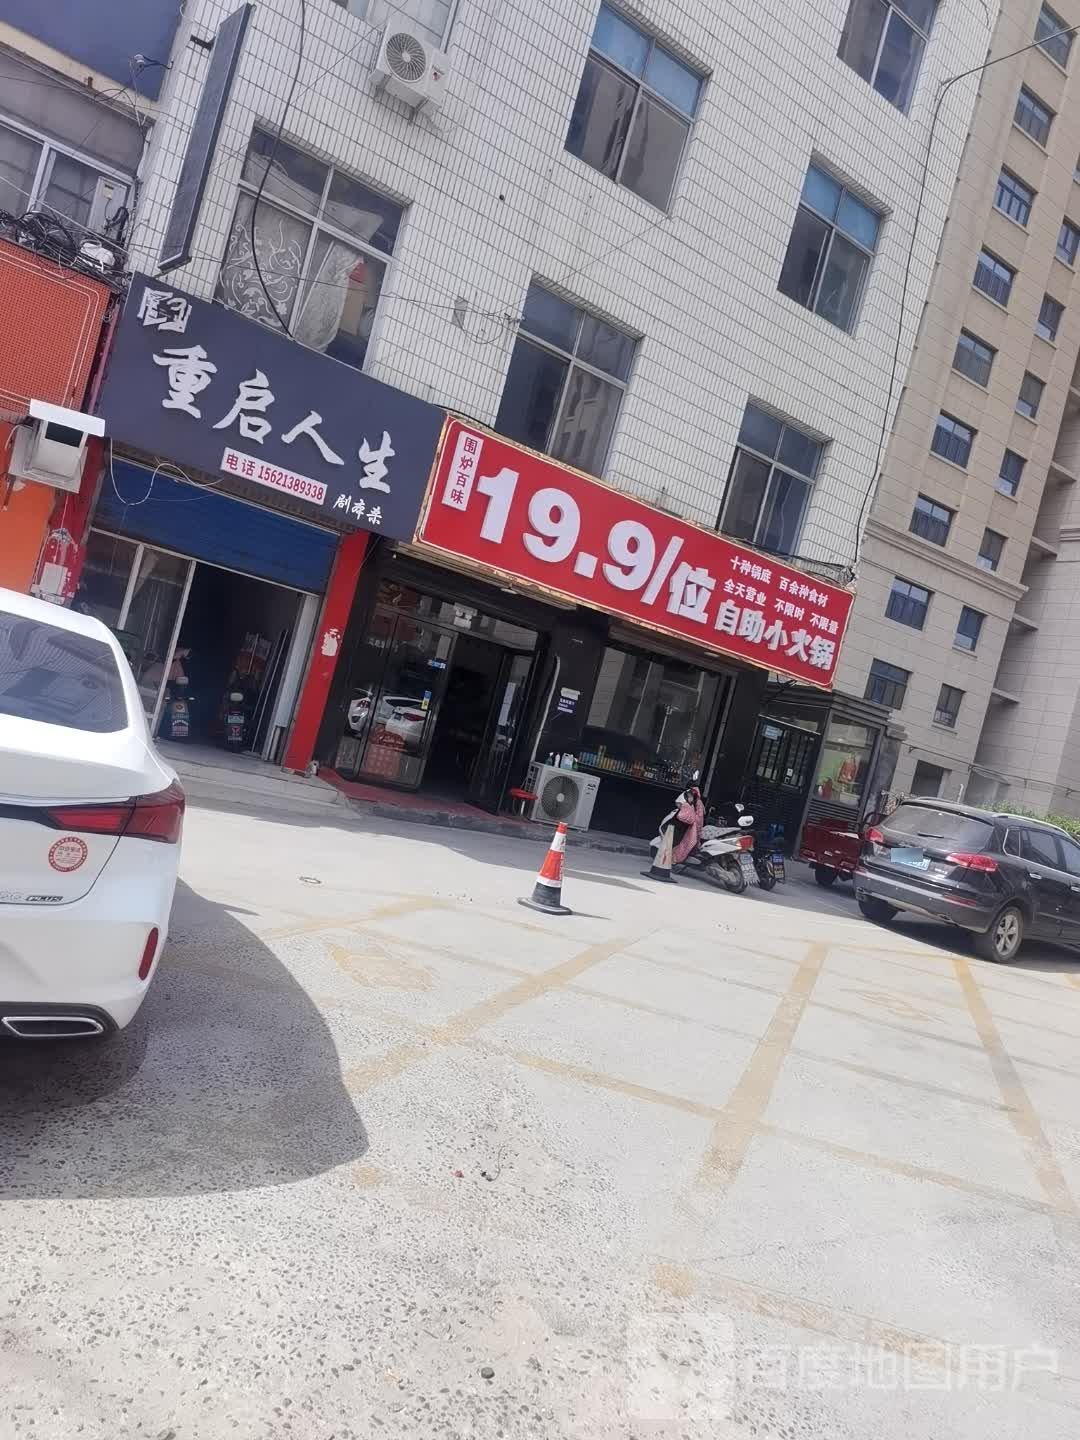 重启人生
电话 15621389338
剧本杀
围炉百味
19.9/位
十种锅底 百余种食材
全天营业 不限时 不限量
自助小火锅
PLUS
百度地图用户